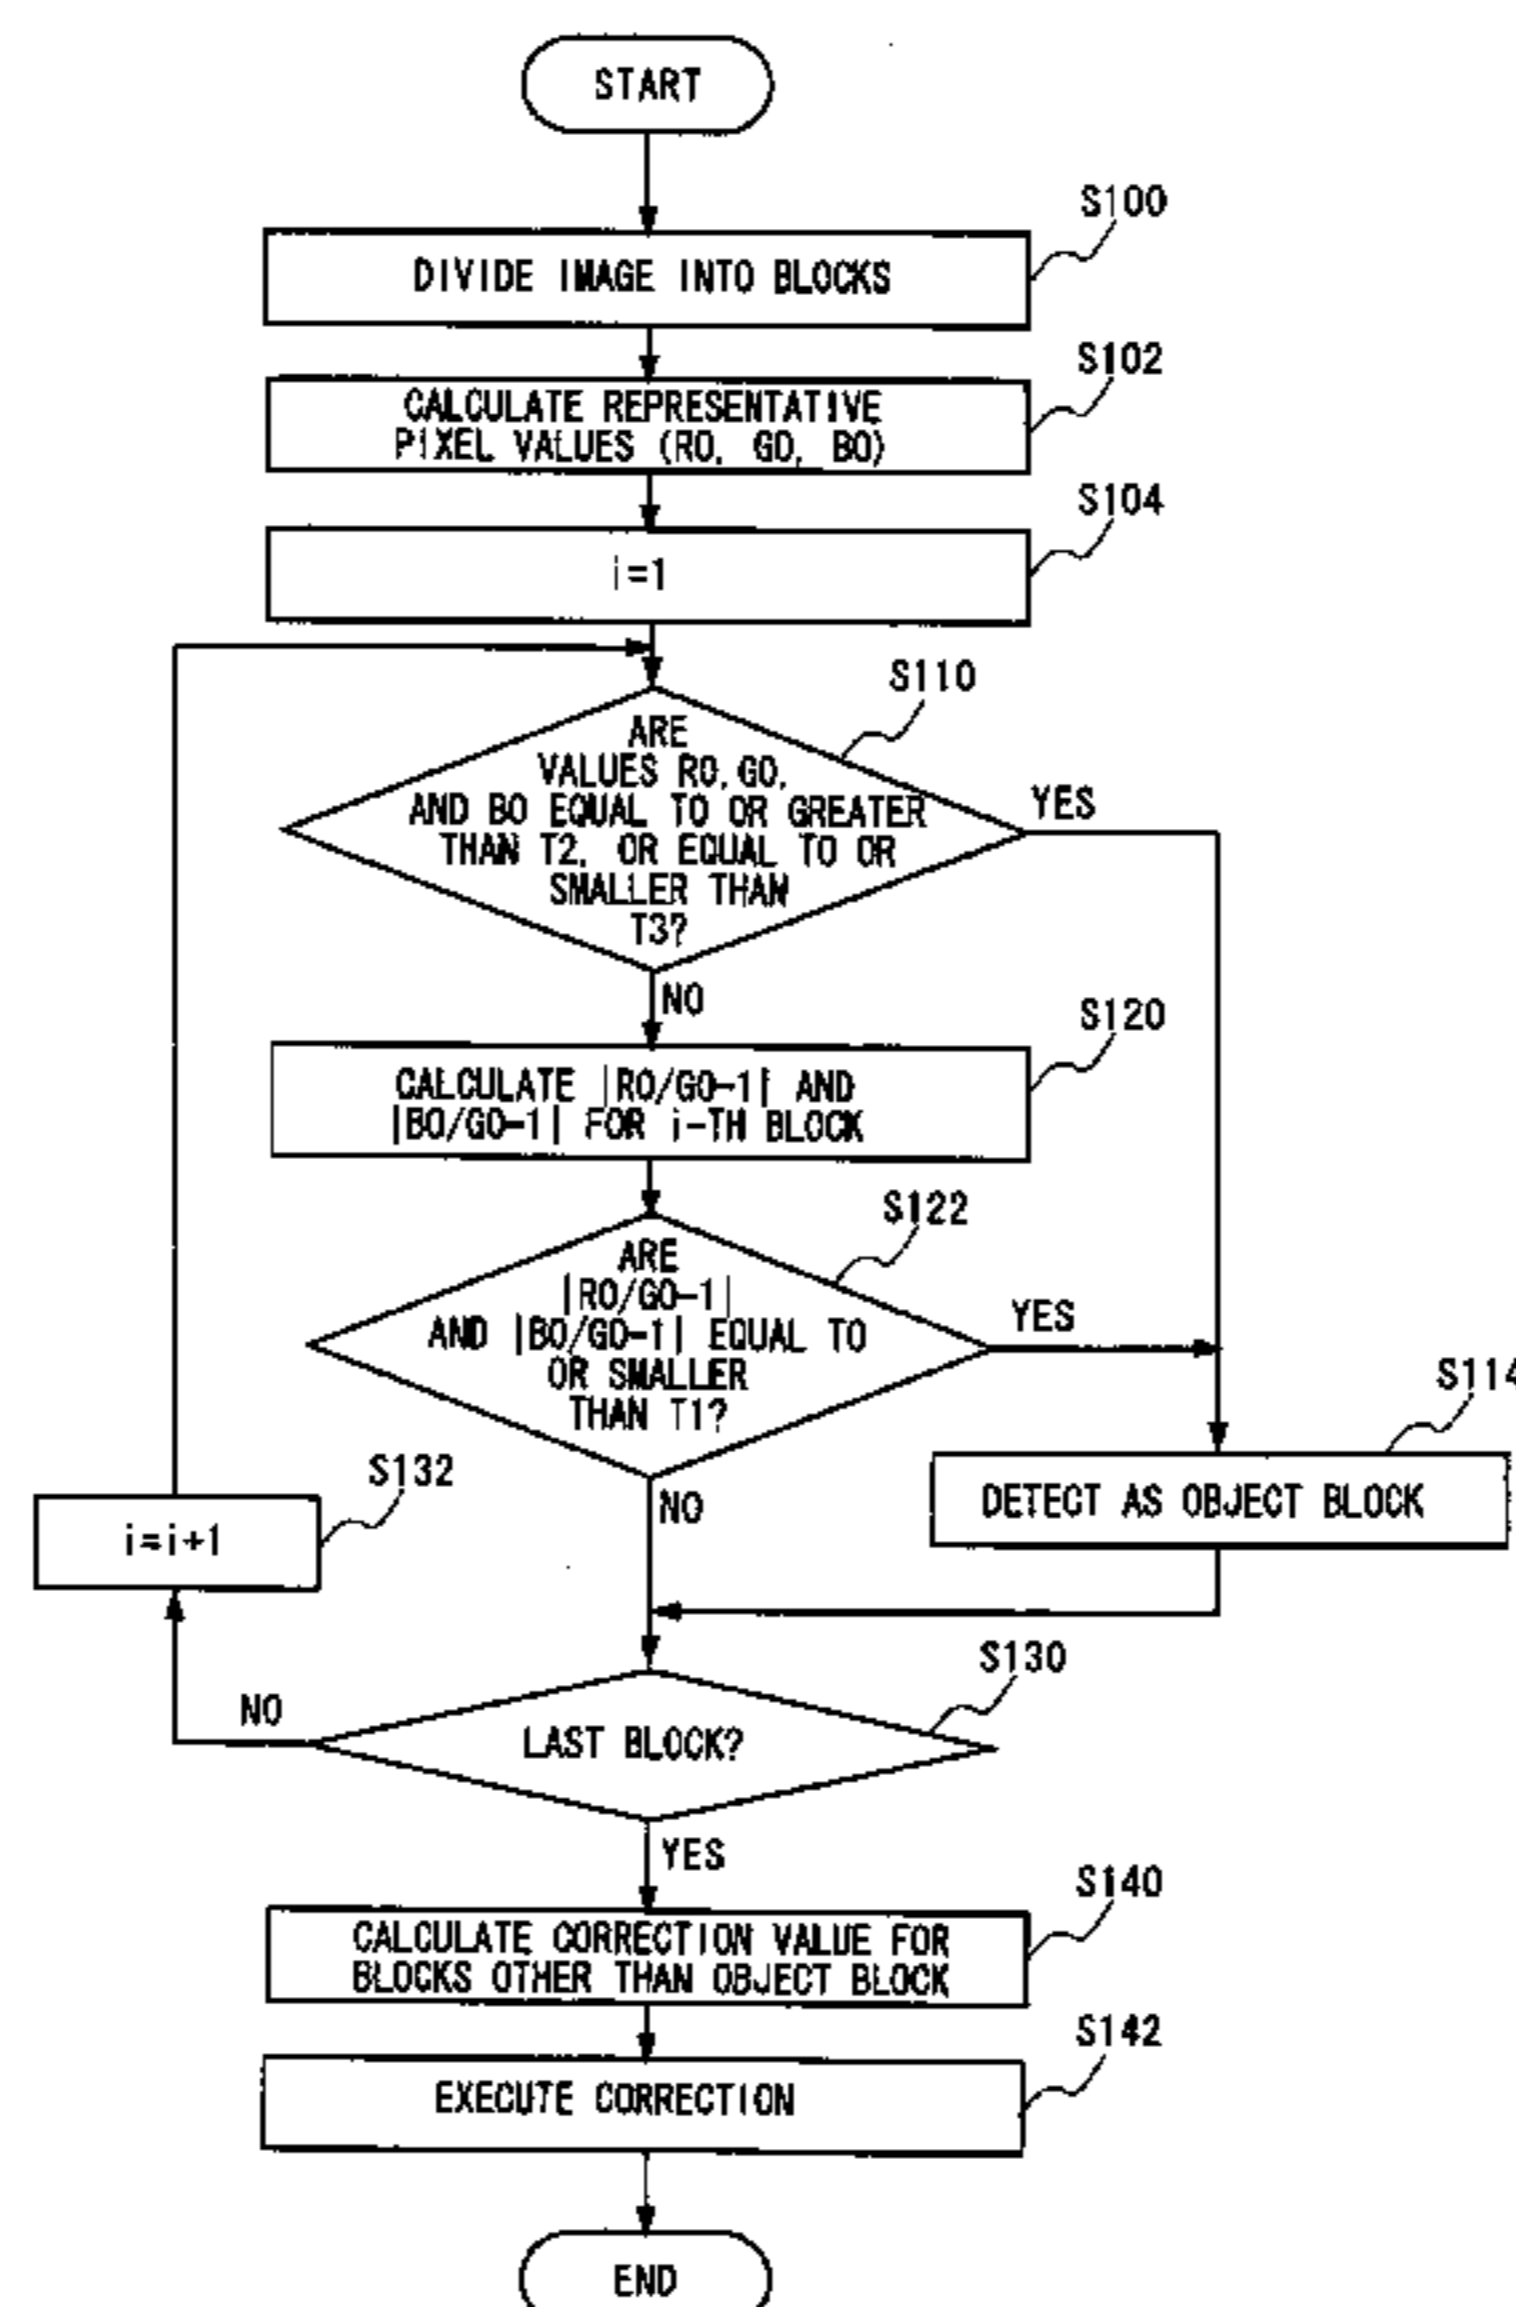 START
S100
DIVIDE IMAGE INTO BLOCKS
S102
CALCULATE REPRESENTATIVE
PIXEL VALUES (R0, G0, B0)
S104
i=1
S110
ARE
VALUES R0, G0,
AND B0 EQUAL TO OR GREATER
THAN T2, OR EQUAL TO OR
SMALLER THAN
T3?
YES
NO
S120
CALCULATE |R0/G0-1| AND
|B0/G0-1| FOR i-TH BLOCK
S122
ARE
|R0/G0-1|
AND |B0/G0-1| EQUAL TO
OR SMALLER
THAN T1?
YES
S114
DETECT AS OBJECT BLOCK
NO
S132
i=i+1
S130
LAST BLOCK?
NO
YES
S140
CALCULATE CORRECTION VALUE FOR
BLOCKS OTHER THAN OBJECT BLOCK
S142
EXECUTE CORRECTION
END